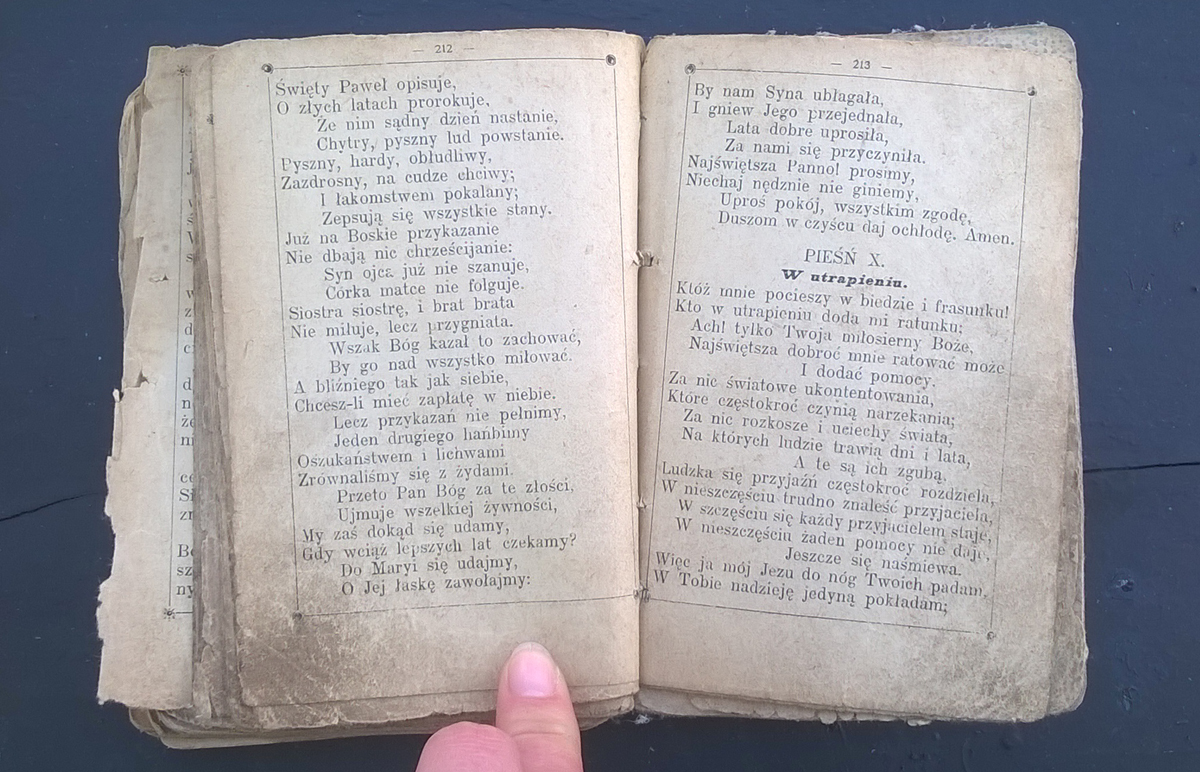 — 212 —
Święty Paweł opisuje,
O złych latach prorokuje,
Że nim sądny dzień nastanie,
Chytry, pyszny lud powstanie.
Pyszny, hardy, obłudliwy,
Zazdrosny, na cudze chciwy;
I łakomstwem pokalany;
Zepsują się wszystkie stany.
Już na Boskie przykazanie
Nie dbają nic chrześcijanie:
Syn ojca już nie szanuje,
Córka matce nie folguje.
Siostra siostrę, i brat brata
Nie miłuje, lecz przygniata.
Wszak Bóg kazał to zachować,
By go nad wszystko miłować.
A bliźniego tak jak siebie,
Chcesz-li mieć zapłatę w niebie.
Lecz przykazań nie pełnimy,
Jeden drugiego hańbimy
Oszukaństwem i lichwami
Zrównaliśmy się z żydami.
Przeto Pan Bóg za te złości,
Ujmuje wszelkiej żywności,
My zaś dokąd się udamy,
Gdy wciąż lepszych lat czekamy?
Do Maryi się udajmy,
O Jej łaskę zawołajmy:
— 213 —
By nam Syna ubłagała,
I gniew Jego przejednała,
Lata dobre uprosiła,
Za nami się przyczyniła.
Najświętsza Panno! prosimy,
Niechaj nędznie nie giniemy,
Uproś pokój, wszystkim zgodę,
Duszom w czyścu daj ochłodę. Amen.
PIEŚŃ X.
W utrapieniu.
Któż mnie pocieszy w biedzie i frasunku!
Kto w utrapieniu doda mi ratunku;
Ach! tylko Twoja miłosierny Boże,
Najświętsza dobroć mnie ratować może
I dodać pomocy.
Za nic światowe ukontentowania,
Które częstokroć czynią narzekania;
Za nic rozkosze i uciechy świata,
Na których ludzie trawią dni i lata,
A te są ich zgubą.
Ludzka się przyjaźń częstokroć rozdziela,
W nieszczęściu trudno znaleść przyjaciela,
W szczęściu się każdy przyjacielem staje,
W nieszczęściu żaden pomocy nie daje,
Jeszcze się naśmiewa.
Więc ja mój Jezu do nóg Twoich padam,
W Tobie nadzieję jedyną pokładam;